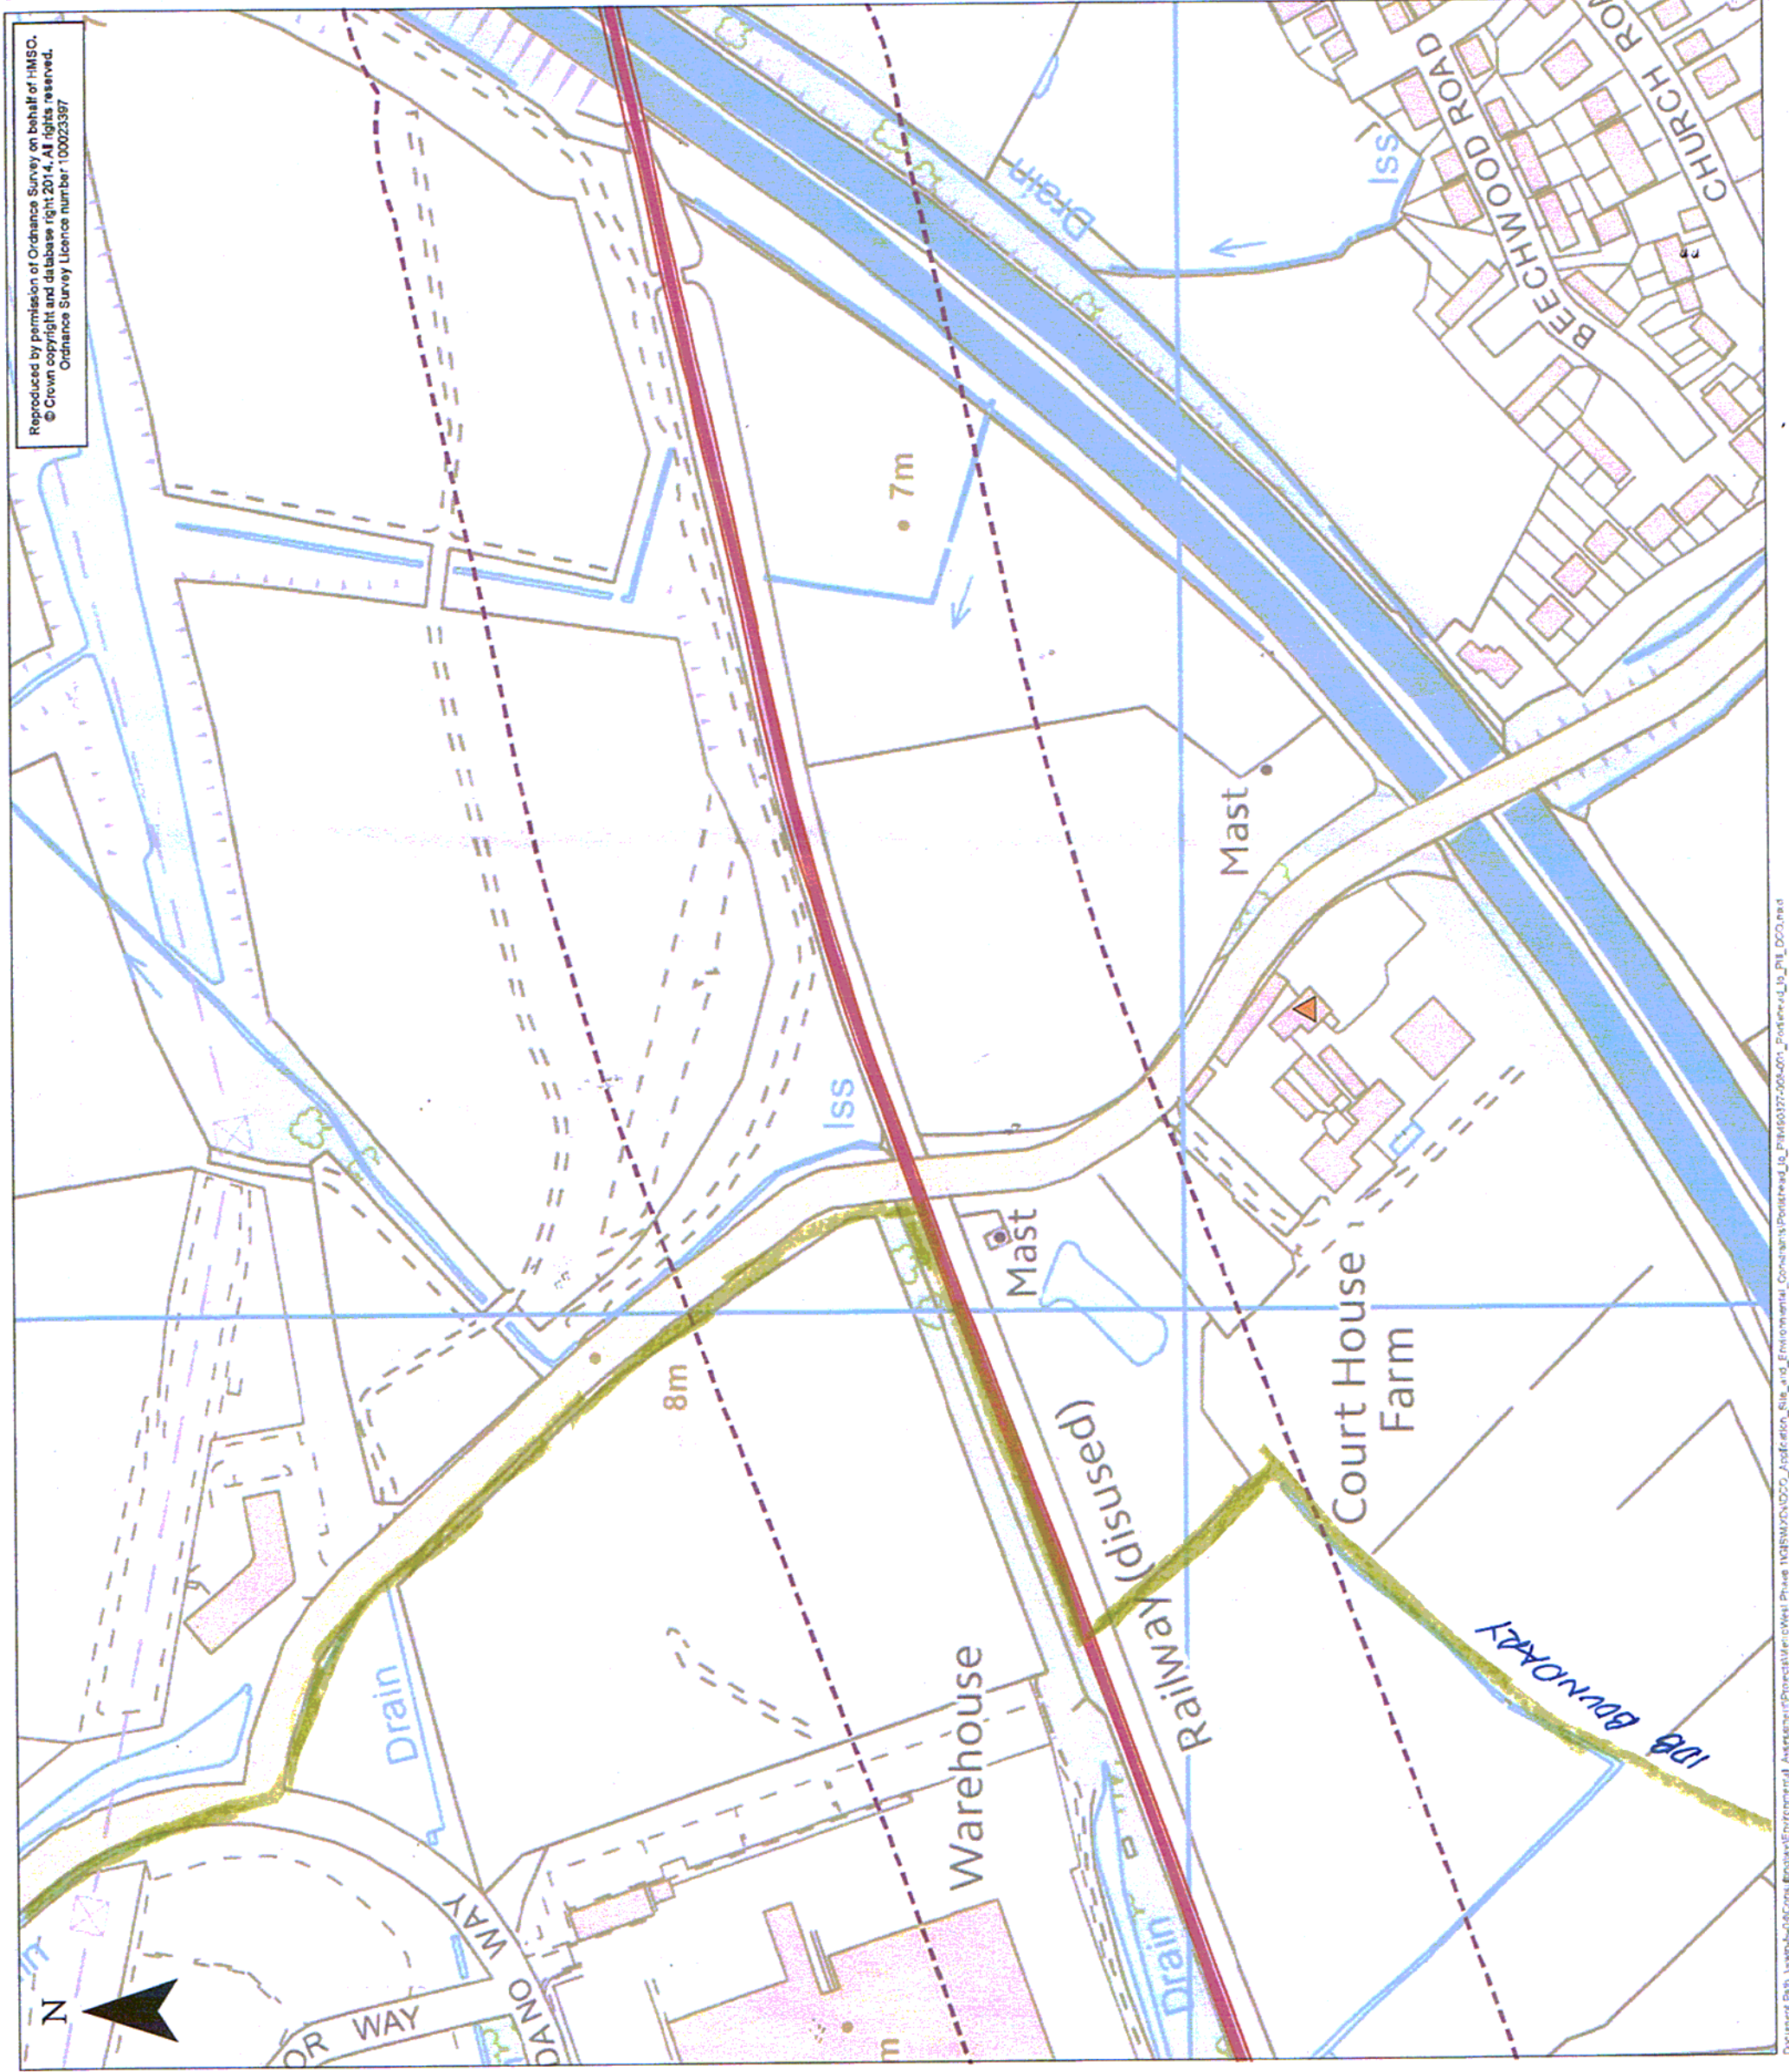 Reproduced by permission of Ordnance Survey on behalf of HMSO.
© Crown copyright and database right 2014. All rights reserved.
Ordnance Survey Licence number 100023397
BEECHWOOD ROAD
CHURCH
Iss
Drain
7m
Mast
Iss
Mast
8m
Court House
Farm
Railway (disused)
Drain
Warehouse
Drain
WAY
OR WAY
N
m
IDB BOUNDARY